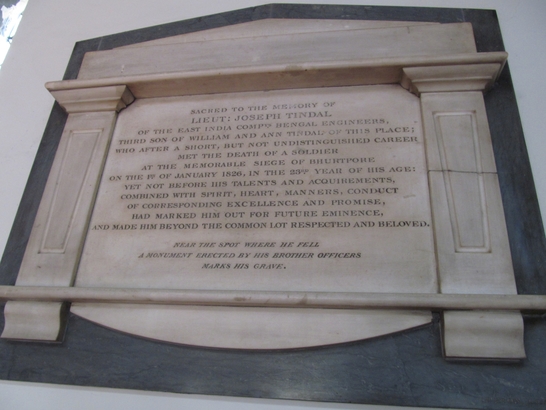 SACRED TO THE MEMORY OF
LIEUT: JOSEPH TINDAL
OF THE EAST INDIA COMPYS BENGAL ENGINEERS,
THIRD SON OF WILLIAM AND ANN TINDAL OF THIS PLACE;
WHO AFTER A SHORT, BUT NOT UNDISTINGUISHED CAREER
MET THE DEATH OF A SOLDIER
AT THE MEMORABLE SIEGE OF BHURTPORE
ON THE 1ST OF JANUARY 1826, IN THE 23RD YEAR OF HIS AGE:
YET NOT BEFORE HIS TALENTS AND ACQUIREMENTS,
COMBINED WITH SPIRIT, HEART, MANNERS, CONDUCT
OF CORRESPONDING EXCELLENCE AND PROMISE,
HAD MARKED HIM OUT FOR FUTURE EMINENCE,
AND MADE HIM BEYOND THE COMMON LOT RESPECTED AND BELOVED.
NEAR THE SPOT WHERE HE FELL
A MONUMENT ERECTED BY HIS BROTHER OFFICERS
MARKS HIS GRAVE.